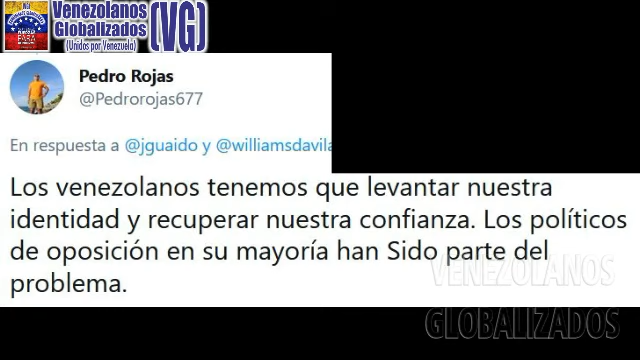 Venezolanos
Globalizados
(Unidos por Venezuela)
(VG)
Pedro Rojas
@Pedrorojas677
En respuesta a @jguaido y @williamsdavila
Los venezolanos tenemos que levantar nuestra
identidad y recuperar nuestra confianza. Los políticos
de oposición en su mayoría han Sido parte del
problema.
VENEZOLANOS
GLOBALIZADOS